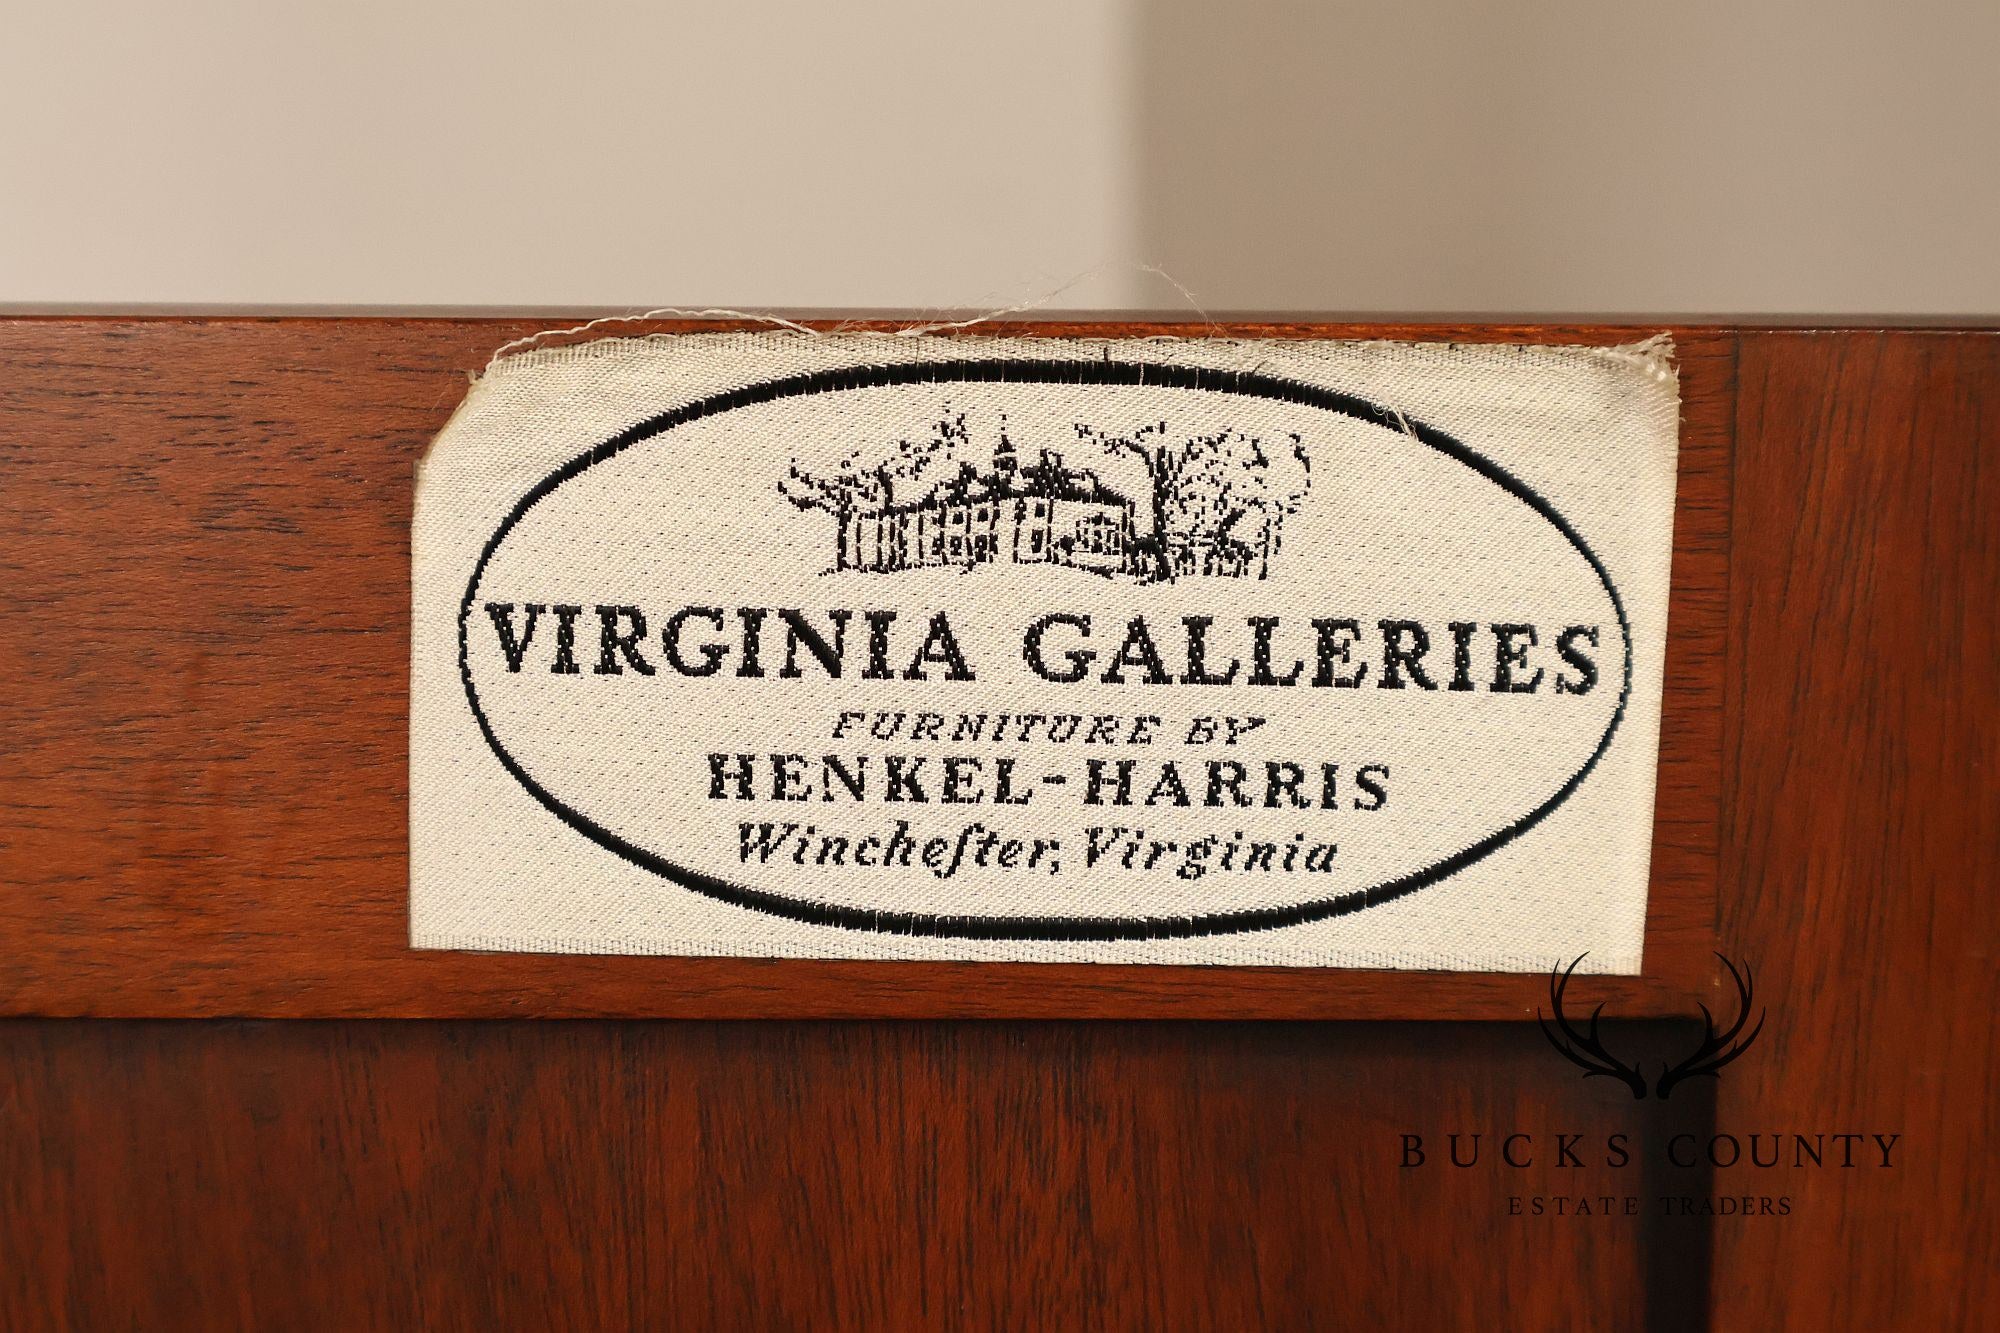 VIRGINIA GALLERIES
FURNITURE BY
HENKEL-HARRIS
Wincheſter, Virginia
BUCKS COUNTY
ESTATE TRADERS